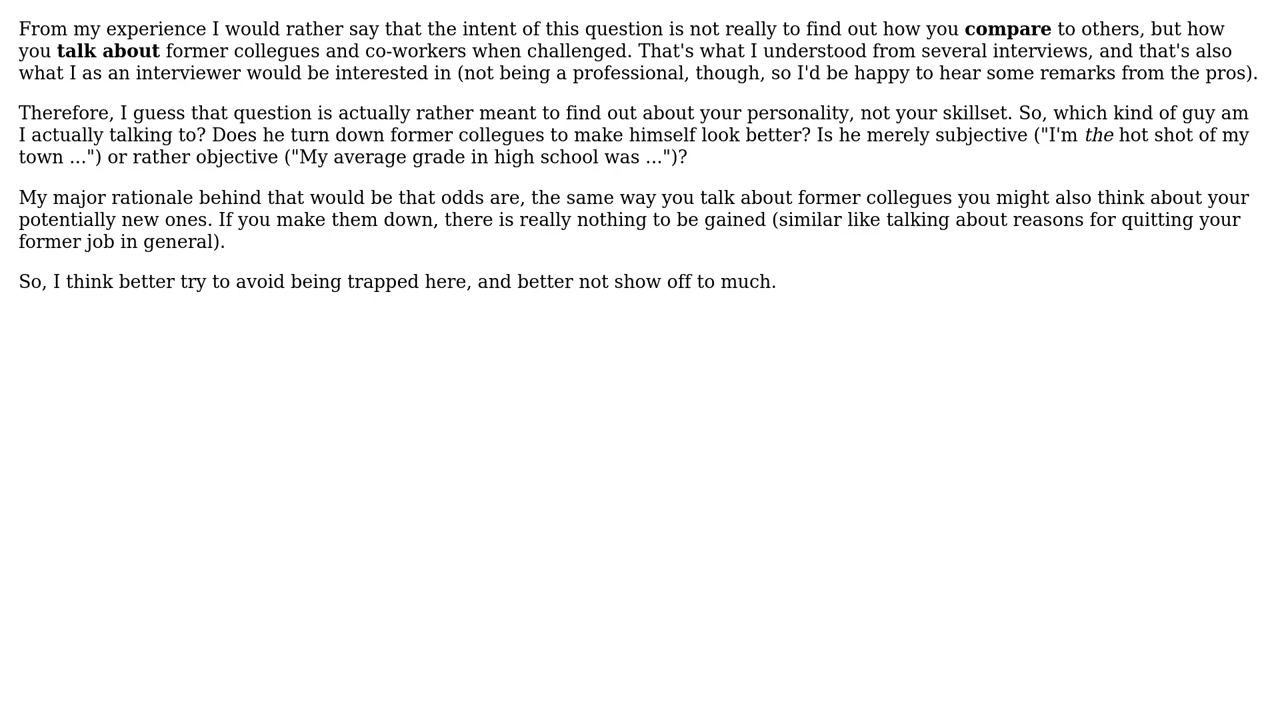 From my experience I would rather say that the intent of this question is not really to find out how you compare to others, but how
you talk about former collegues and co-workers when challenged. That's what I understood from several interviews, and that's also
what I as an interviewer would be interested in (not being a professional, though, so I'd be happy to hear some remarks from the pros).
Therefore, I guess that question is actually rather meant to find out about your personality, not your skillset. So, which kind of guy am
I actually talking to? Does he turn down former collegues to make himself look better? Is he merely subjective ("I'm the hot shot of my
town ...") or rather objective ("My average grade in high school was ...")?
My major rationale behind that would be that odds are, the same way you talk about former collegues you might also think about your
potentially new ones. If you make them down, there is really nothing to be gained (similar like talking about reasons for quitting your
former job in general).
So, I think better try to avoid being trapped here, and better not show off to much.